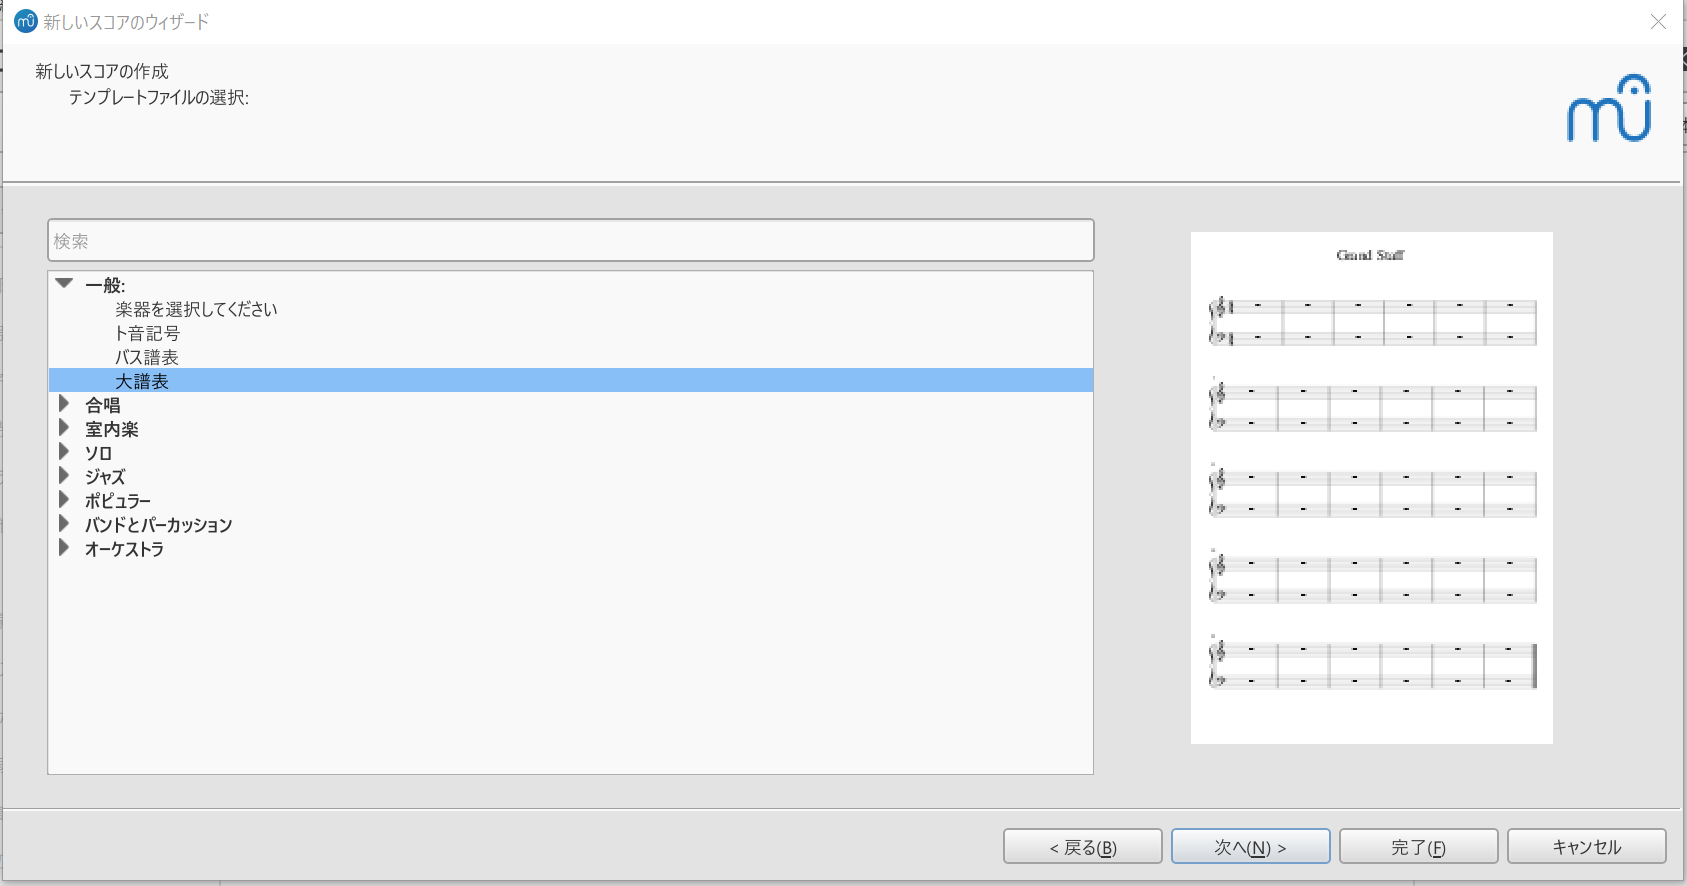 新しいスコアのウィザード
新しいスコアの作成
テンプレートファイルの選択:
検索
一般:
楽器を選択してください
ト音記号
バス譜表
大譜表
合唱
室内楽
ソロ
ジャズ
ポピュラー
バンドとパーカッション
オーケストラ
Grand Staff
< 戻る(B)
次へ(N) >
完了(F)
キャンセル